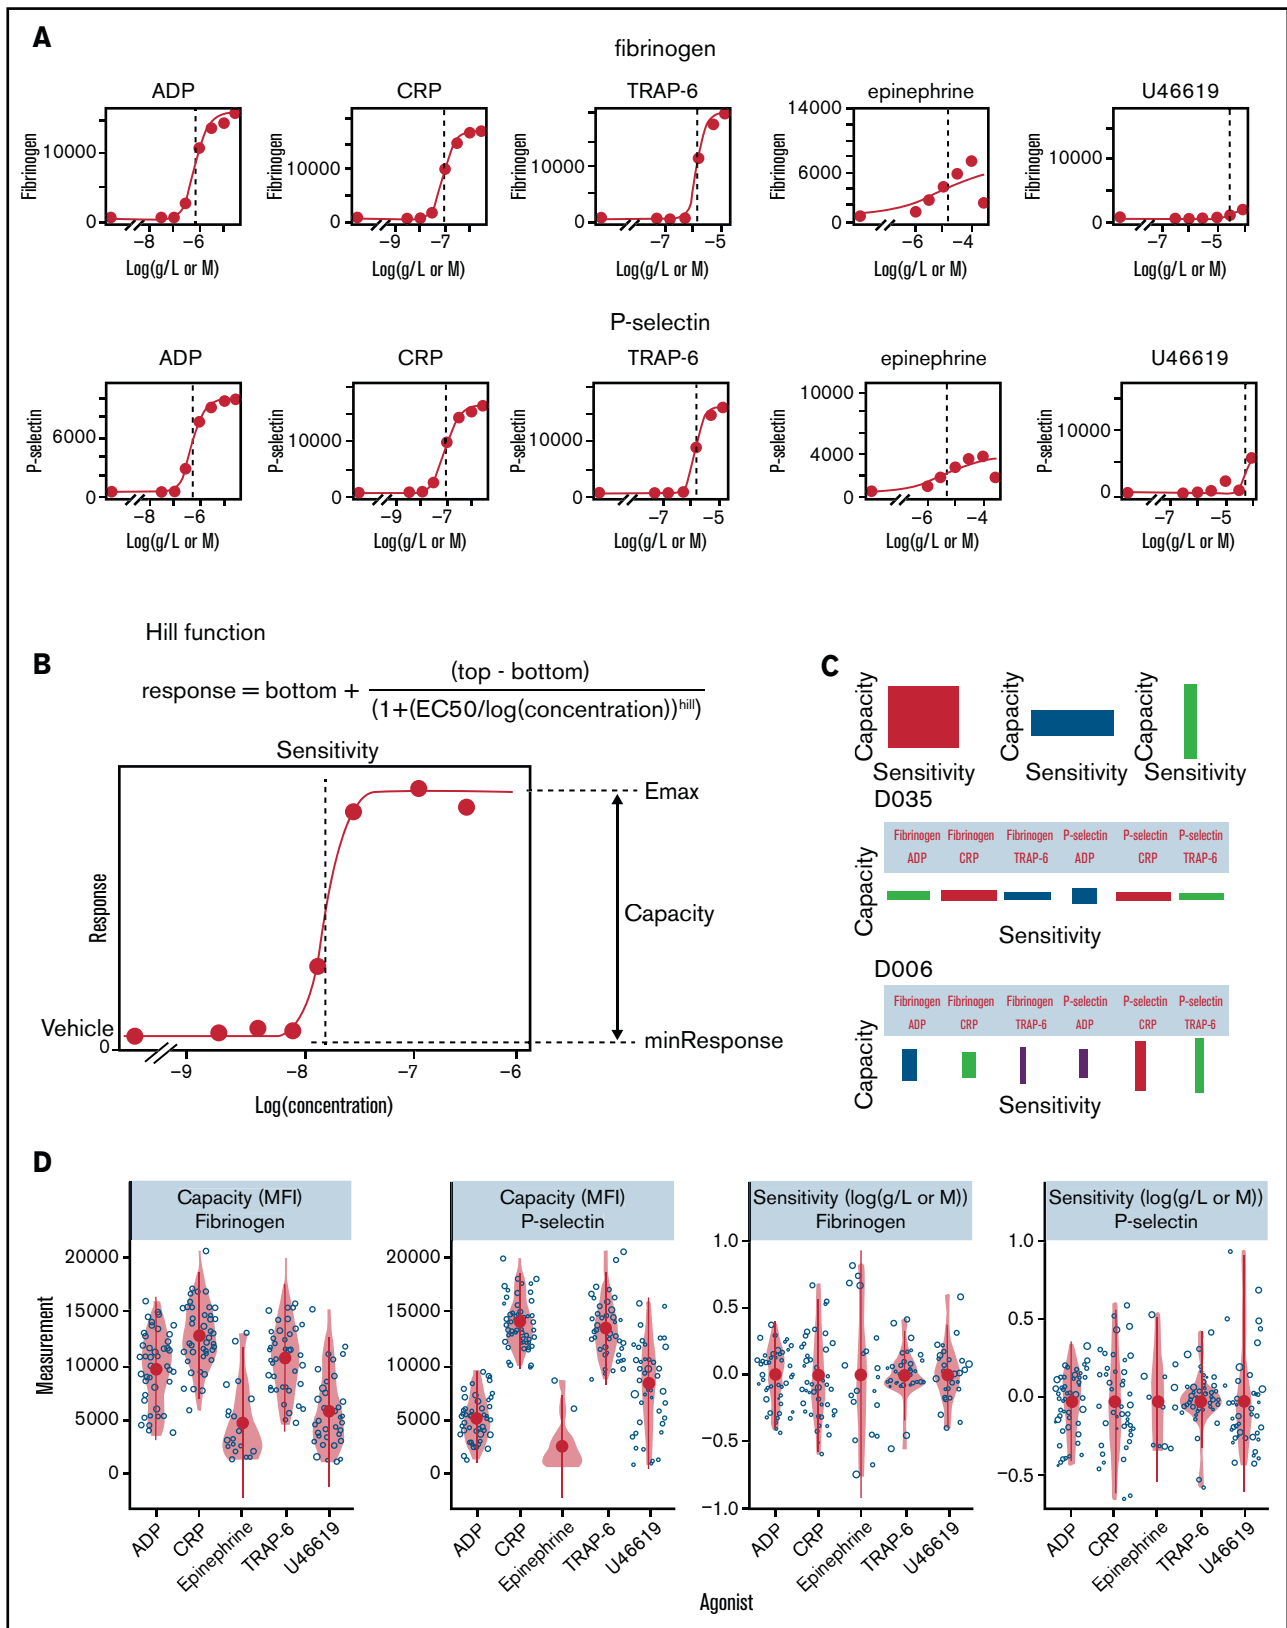 A
fibrinogen
ADP
CRP
TRAP-6
epinephrine
U46619
Fibrinogen
10000
0
−8
−6
Log(g/L or M)
Fibrinogen
10000
0
−9
−7
Log(g/L or M)
Fibrinogen
10000
0
−7
−5
Log(g/L or M)
Fibrinogen
14000
6000
0
−6
−4
Log(g/L or M)
Fibrinogen
10000
0
−7
−5
Log(g/L or M)
P-selectin
ADP
CRP
TRAP-6
epinephrine
U46619
P-selectin
6000
0
−8
−6
Log(g/L or M)
P-selectin
10000
0
−9
−7
Log(g/L or M)
P-selectin
10000
0
−7
−5
Log(g/L or M)
P-selectin
10000
4000
0
−6
−4
Log(g/L or M)
P-selectin
10000
0
−7
−5
Log(g/L or M)
B
Hill function
response = bottom + (top - bottom)
(1+(EC50/log(concentration))hill)
Sensitivity
Response
Vehicle
0
−9
−8
−7
−6
Log(concentration)
Emax
Capacity
minResponse
C
Capacity
Sensitivity
Capacity
Sensitivity
Capacity
Sensitivity
D035
Fibrinogen Fibrinogen Fibrinogen P-selectin P-selectin P-selectin
ADP CRP TRAP-6 ADP CRP TRAP-6
Capacity
Sensitivity
D006
Fibrinogen Fibrinogen Fibrinogen P-selectin P-selectin P-selectin
ADP CRP TRAP-6 ADP CRP TRAP-6
Capacity
Sensitivity
D
Measurement
Capacity (MFI)
Fibrinogen
20000
15000
10000
5000
0
ADP
CRP
Epinephrine
TRAP-6
U46619
Capacity (MFI)
P-selectin
20000
15000
10000
5000
0
ADP
CRP
Epinephrine
TRAP-6
U46619
Sensitivity (log(g/L or M))
Fibrinogen
1.0
0.5
0.0
−0.5
−1.0
ADP
CRP
Epinephrine
TRAP-6
U46619
Sensitivity (log(g/L or M))
P-selectin
1.0
0.5
0.0
−0.5
ADP
CRP
Epinephrine
TRAP-6
U46619
Agonist